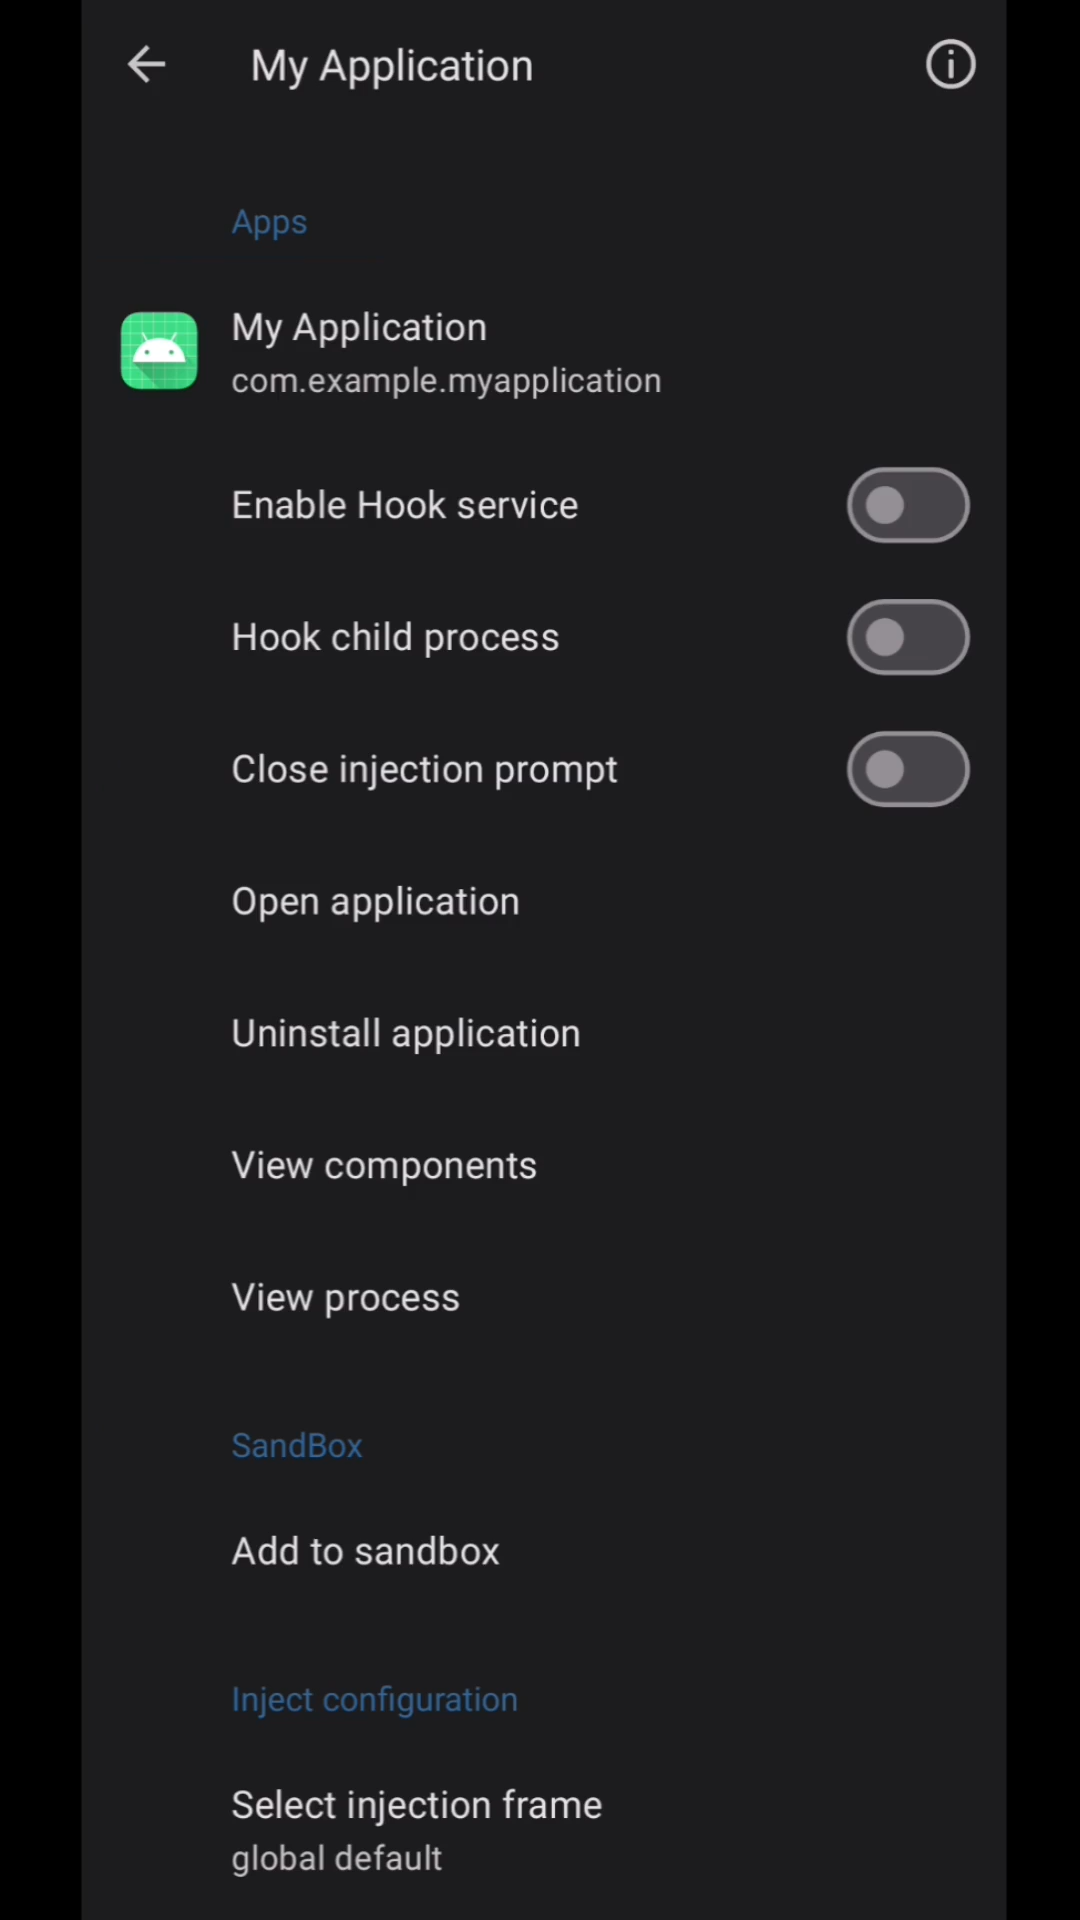 My Application
Apps
My Application
com.example.myapplication
Enable Hook service
Hook child process
Close injection prompt
Open application
Uninstall application
View components
View process
SandBox
Add to sandbox
Inject configuration
Select injection frame
global default